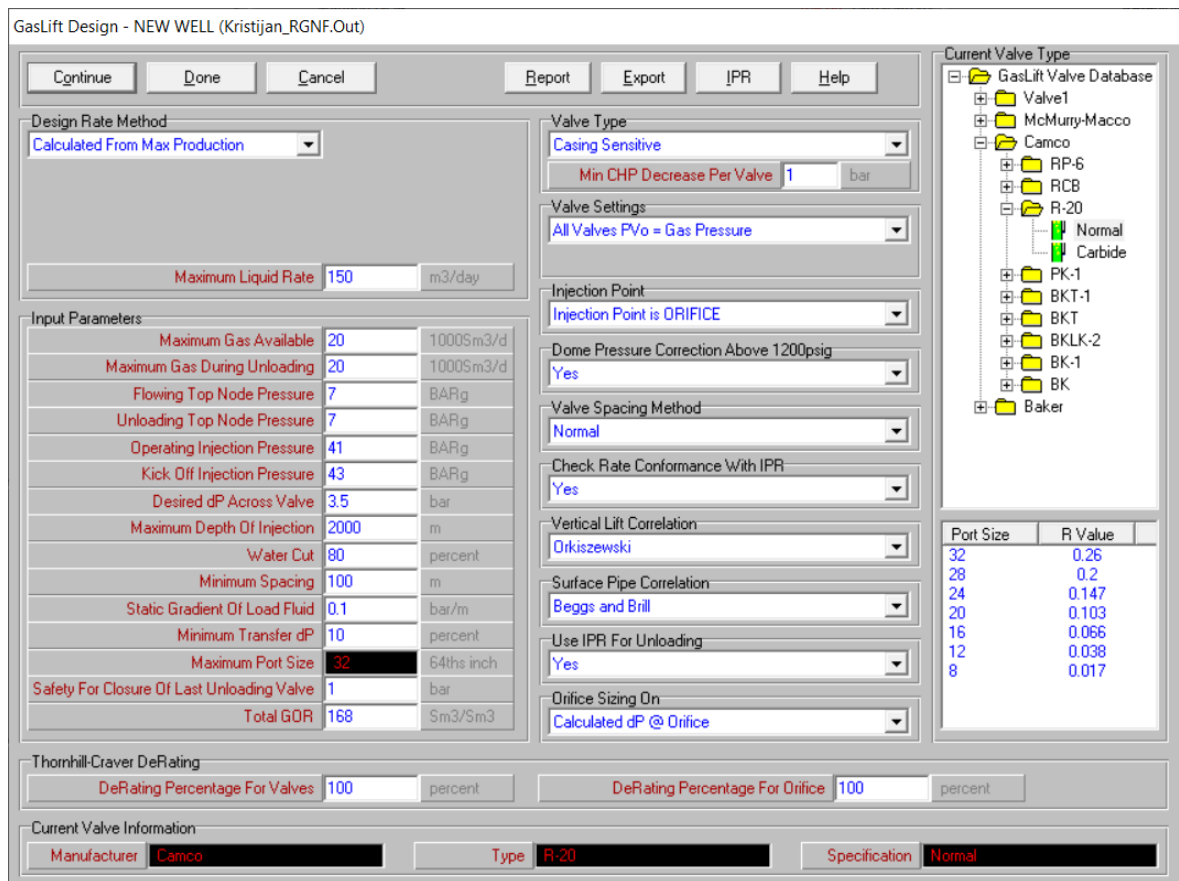 GasLift Design - NEW WELL (Kristijan_RGNF.Out)
Continue Done Cancel Report Export IPR Help
Design Rate Method
Calculated From Max Production
Maximum Liquid Rate 150 m3/day
Input Parameters
Maximum Gas Available 20 1000Sm3/d
Maximum Gas During Unloading 20 1000Sm3/d
Flowing Top Node Pressure 7 BARg
Unloading Top Node Pressure 7 BARg
Operating Injection Pressure 41 BARg
Kick Off Injection Pressure 43 BARg
Desired dP Across Valve 3.5 bar
Maximum Depth Of Injection 2000 m
Water Cut 80 percent
Minimum Spacing 100 m
Static Gradient Of Load Fluid 0.1 bar/m
Minimum Transfer dP 10 percent
Maximum Port Size 32 64ths inch
Safety For Closure Of Last Unloading Valve 1 bar
Total GOR 168 Sm3/Sm3
Valve Type
Casing Sensitive
Min CHP Decrease Per Valve 1 bar
Valve Settings
All Valves PVo = Gas Pressure
Injection Point
Injection Point is ORIFICE
Dome Pressure Correction Above 1200psig
Yes
Valve Spacing Method
Normal
Check Rate Conformance With IPR
Yes
Vertical Lift Correlation
Orkiszewski
Surface Pipe Correlation
Beggs and Brill
Use IPR For Unloading
Yes
Orifice Sizing On
Calculated dP @ Orifice
Current Valve Type
GasLift Valve Database
Valve1
McMurry-Macco
Camco
RP-6
RCB
R-20
Normal
Carbide
PK-1
BKT-1
BKT
BKLK-2
BK-1
BK
Baker
Port Size R Value
32 0.26
28 0.2
24 0.147
20 0.103
16 0.066
12 0.038
8 0.017
Thornhill-Craver DeRating
DeRating Percentage For Valves 100 percent DeRating Percentage For Orifice 100 percent
Current Valve Information
Manufacturer Camco Type R-20 Specification Normal